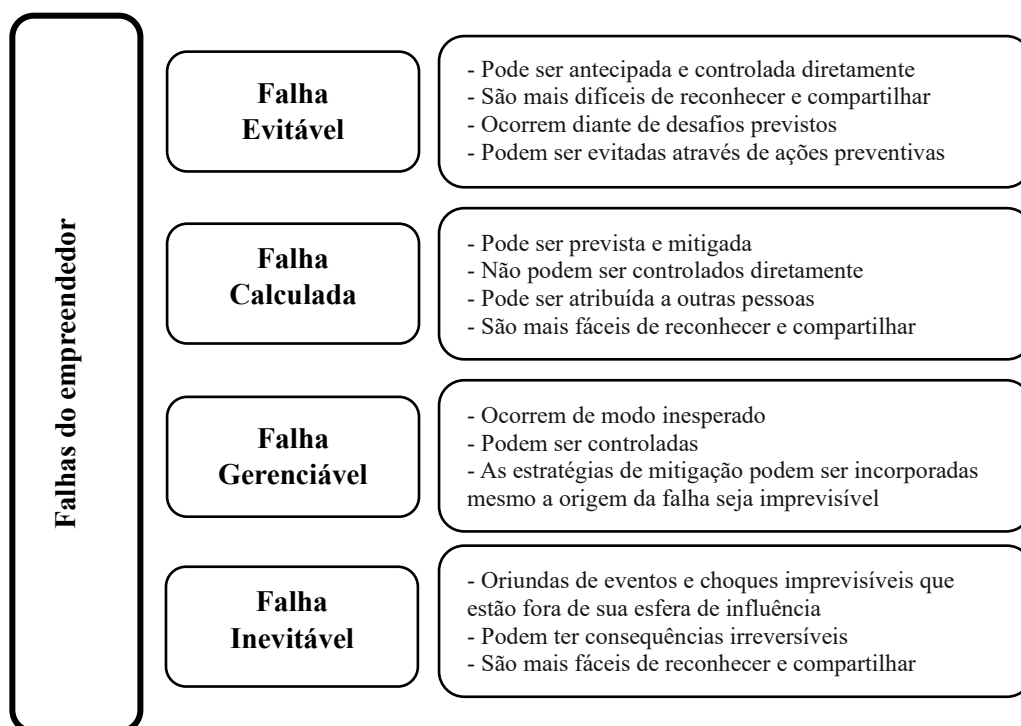 Falhas do empreendedor
Falha
Evitável
- Pode ser antecipada e controlada diretamente
- São mais difíceis de reconhecer e compartilhar
- Ocorrem diante de desafios previstos
- Podem ser evitadas através de ações preventivas
Falha
Calculada
- Pode ser prevista e mitigada
- Não podem ser controlados diretamente
- Pode ser atribuída a outras pessoas
- São mais fáceis de reconhecer e compartilhar
Falha
Gerenciável
- Ocorrem de modo inesperado
- Podem ser controladas
- As estratégias de mitigação podem ser incorporadas
mesmo a origem da falha seja imprevisível
Falha
Inevitável
- Oriundas de eventos e choques imprevisíveis que
estão fora de sua esfera de influência
- Podem ter consequências irreversíveis
- São mais fáceis de reconhecer e compartilhar